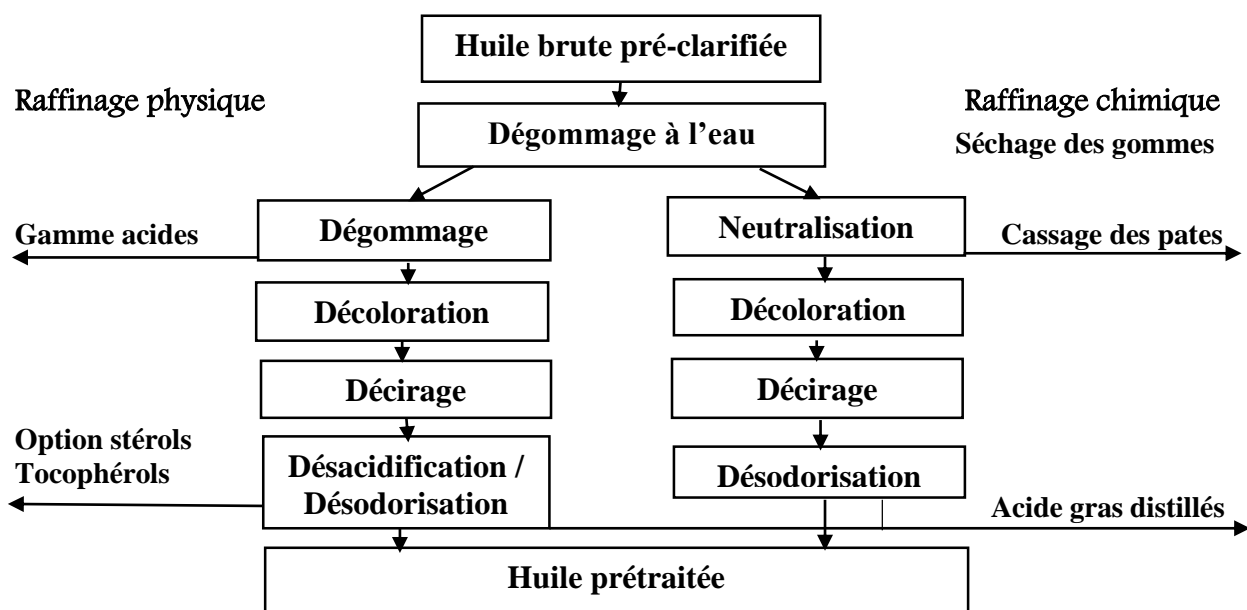 Huile brute pré-clarifiée
Raffinage physique
Raffinage chimique
Dégommage à l'eau
Séchage des gommes
Gamme acides
Dégommage
Neutralisation
Cassage des pates
Décoloration
Décoloration
Décirage
Décirage
Option stérols
Tocophérols
Désacidification /
Désodorisation
Désodorisation
Acide gras distillés
Huile prétraitée